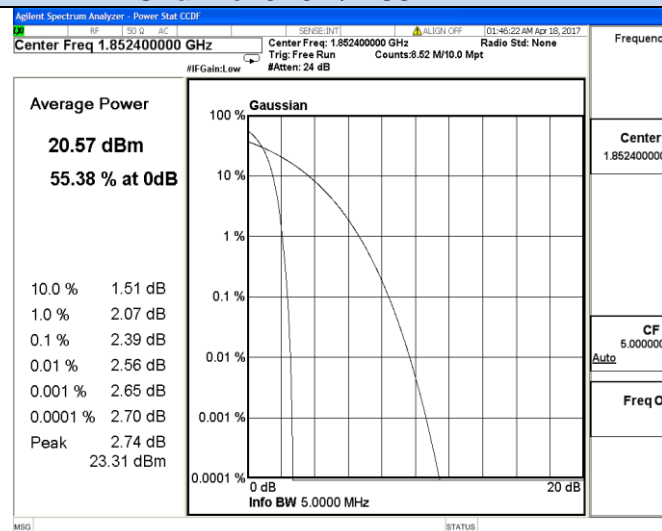 Agilent Spectrum Analyzer - Power Stat CCDF
RF 50 Ω AC SENSE:INT ALIGN OFF 01:46:22 AM Apr 18, 2017
Center Freq 1.852400000 GHz
Center Freq: 1.852400000 GHz Radio Std: None
Trig: Free Run Counts:8.52 M/10.0 Mpt
#IFGain:Low #Atten: 24 dB
Average Power
20.57 dBm
55.38 % at 0dB
10.0 % 1.51 dB
1.0 % 2.07 dB
0.1 % 2.39 dB
0.01 % 2.56 dB
0.001 % 2.65 dB
0.0001 % 2.70 dB
Peak 2.74 dB
23.31 dBm
Gaussian
100 %
10 %
1 %
0.1 %
0.01 %
0.001 %
0.0001 %
0 dB 20 dB
Info BW 5.0000 MHz
Frequenc
Center
1.85240000
CF
5.000000
Auto
Freq O
MSG STATUS